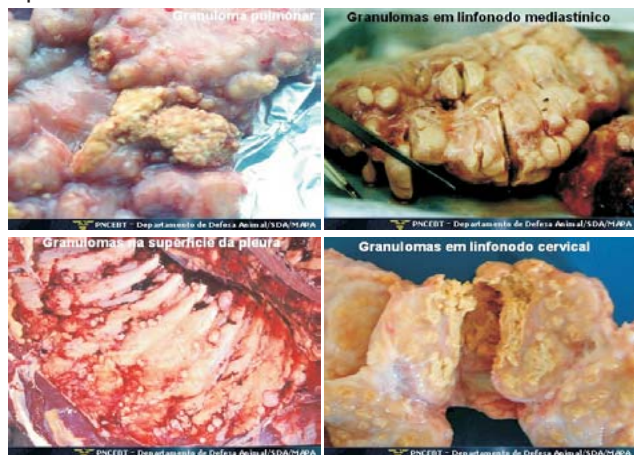 Granuloma pulmonar
Granulomas em linfonodo mediastínico
PNCEBT - Departamento de Defesa Animal/SDA/MAPA
PNCEBT - Departamento de Defesa Animal/SDA/MAPA
Granulomas na superfície da pleura
Granulomas em linfonodo cervical
PNCEBT - Departamento de Defesa Animal/SDA/MAPA
PNCEBT - Departamento de Defesa Animal/SDA/MAPA